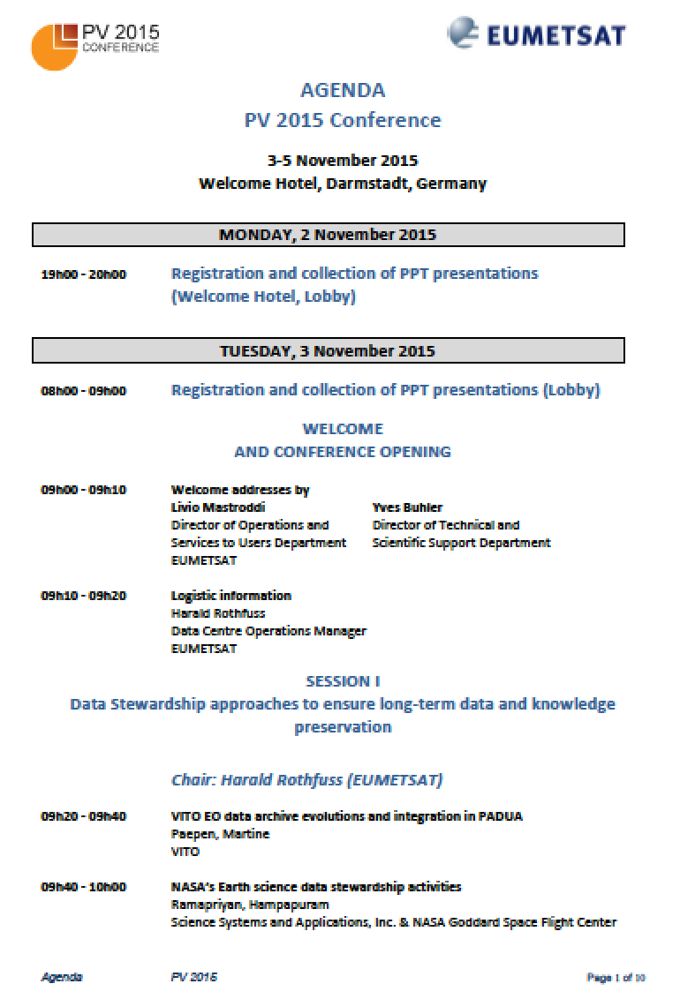 PV 2015
CONFERENCE
EUMETSAT
AGENDA
PV 2015 Conference
3-5 November 2015
Welcome Hotel, Darmstadt, Germany
MONDAY, 2 November 2015
19h00 - 20h00 Registration and collection of PPT presentations
(Welcome Hotel, Lobby)
TUESDAY, 3 November 2015
08h00 - 09h00 Registration and collection of PPT presentations (Lobby)
WELCOME
AND CONFERENCE OPENING
09h00 - 09h10 Welcome addresses by
Livio Mastroddi Yves Buhler
Director of Operations and Director of Technical and
Services to Users Department Scientific Support Department
EUMETSAT
09h10 - 09h20 Logistic information
Harald Rothfuss
Data Centre Operations Manager
EUMETSAT
SESSION I
Data Stewardship approaches to ensure long-term data and knowledge
preservation
Chair: Harald Rothfuss (EUMETSAT)
09h20 - 09h40 VITO EO data archive evolutions and integration in PADUA
Paepen, Martine
VITO
09h40 - 10h00 NASA's Earth science data stewardship activities
Ramapriyan, Hampapuram
Science Systems and Applications, Inc. & NASA Goddard Space Flight Center
Agenda PV 2015 Page 1 of 10